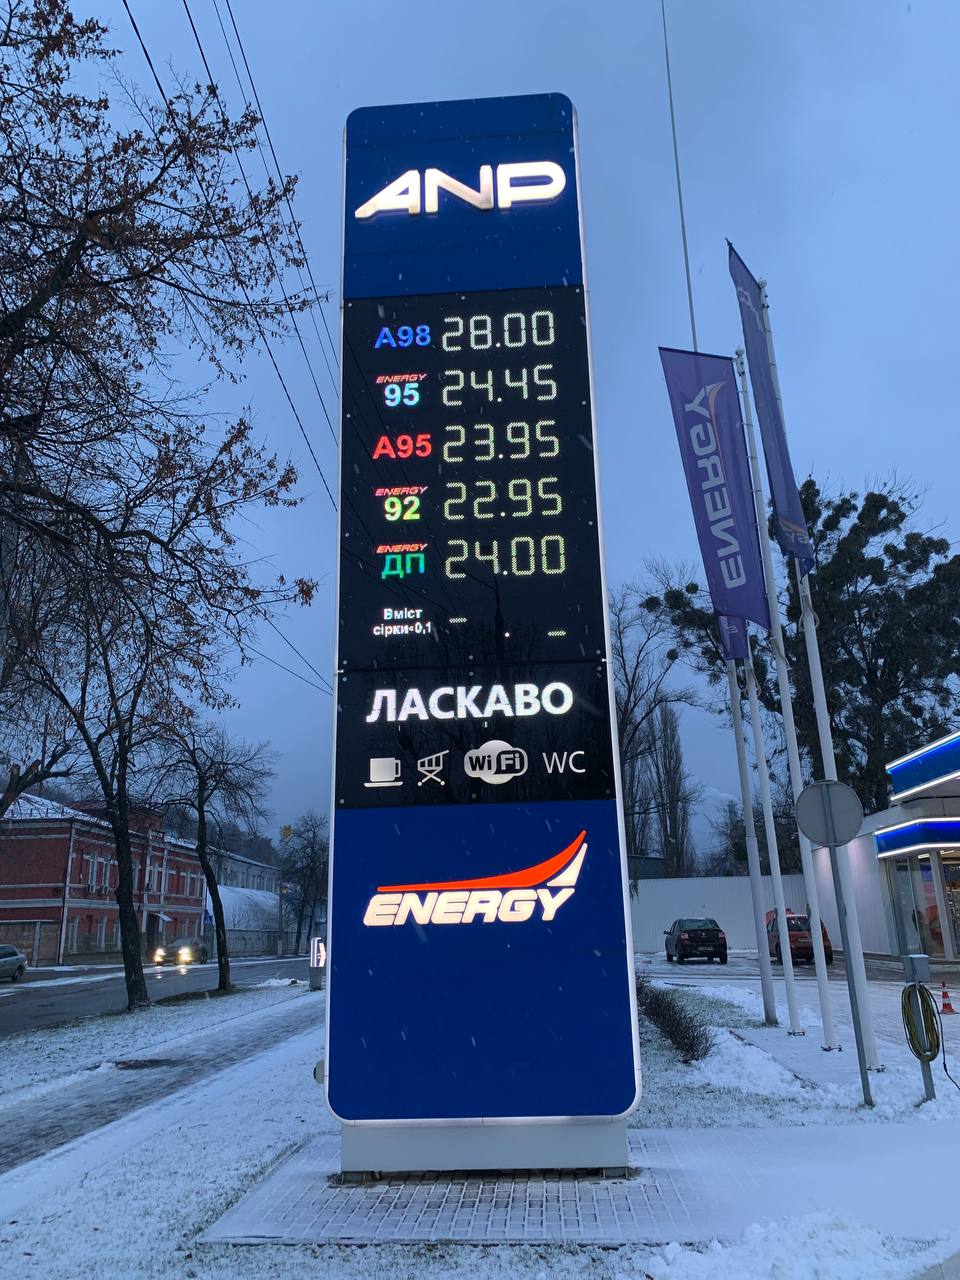 ANP
A98 28.00
ENERGY
95 24.45
A95 23.95
ENERGY
92 22.95
ENERGY
ДП 24.00
Вміст
сірки<0,1 - . -
ЛАСКАВО
WiFi WC
ENERGY
ENERGY